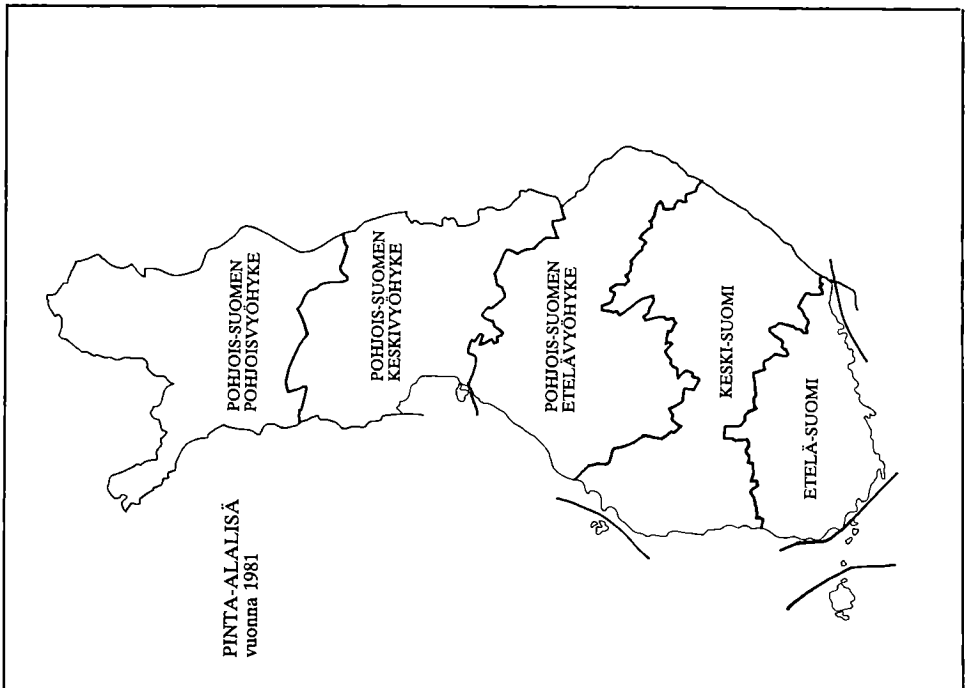 PINTA-ALALISÄ
vuonna 1981
POHJOIS-SUOMEN
POHJOISVYÖHYKE
POHJOIS-SUOMEN
KESKIVYÖHYKE
POHJOIS-SUOMEN
ETELÄVYÖHYKE
KESKI-SUOMI
ETELÄ-SUOMI